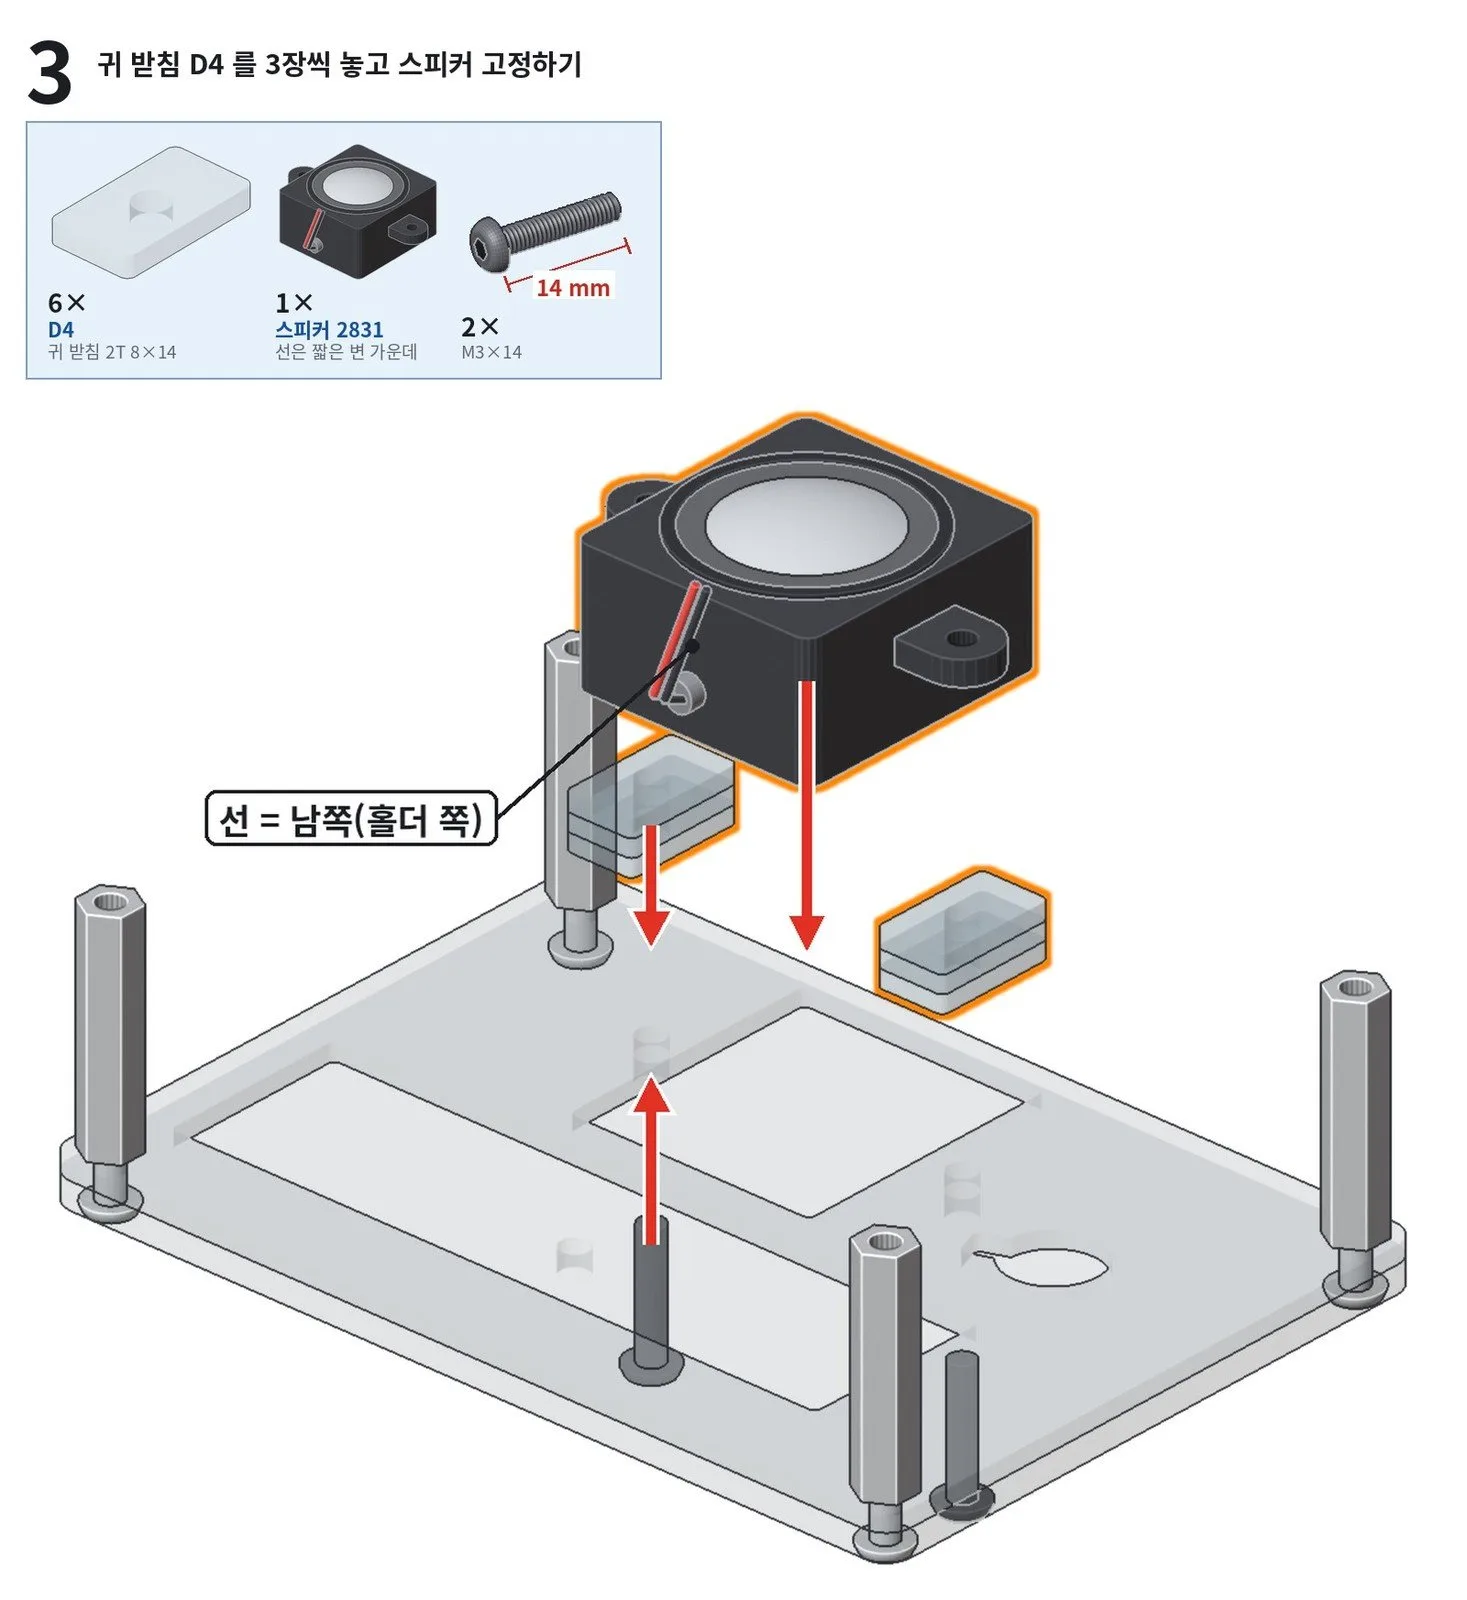 3 귀 받침 D4 를 3장씩 놓고 스피커 고정하기
14 mm
6×
D4
귀 받침 2T 8×14
1×
스피커 2831
선은 짧은 변 가운데
2×
M3×14
선 = 남쪽(홀더 쪽)